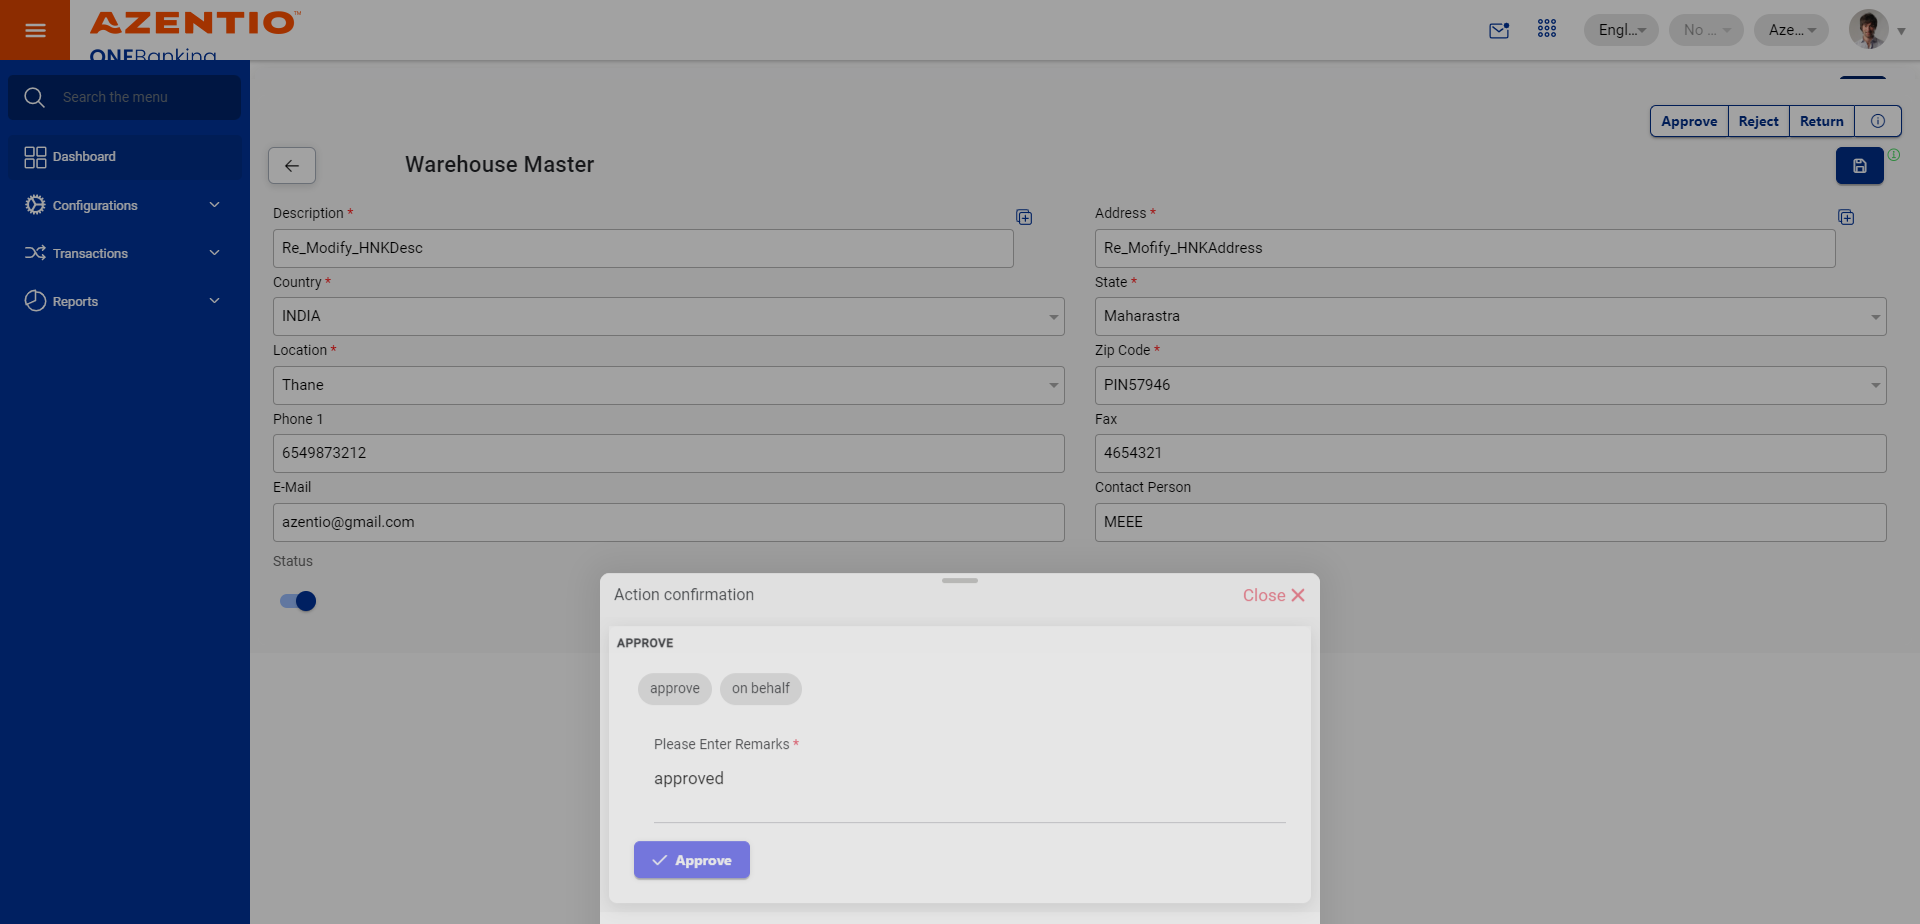 AZENTIO™
ONEBanking
Engl...
No ...
Aze...
Search the menu
Dashboard
Configurations
Transactions
Reports
Approve
Reject
Return
Warehouse Master
Description *
Address *
Re_Modify_HNKDesc
Re_Mofify_HNKAddress
Country *
State *
INDIA
Maharastra
Location *
Zip Code *
Thane
PIN57946
Phone 1
Fax
6549873212
4654321
E-Mail
Contact Person
azentio@gmail.com
MEEE
Status
Action confirmation
Close
APPROVE
approve
on behalf
Please Enter Remarks *
approved
Approve